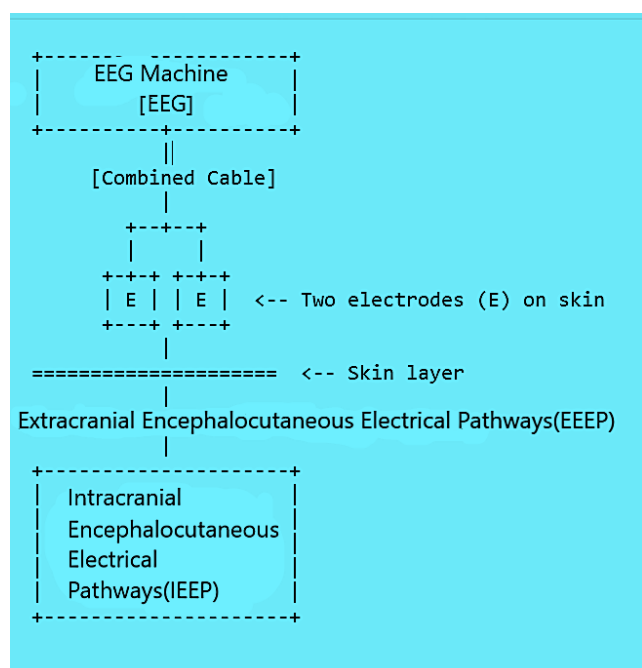 EEG Machine
[EEG]
[Combined Cable]
E E <-- Two electrodes (E) on skin
===================== <-- Skin layer
Extracranial Encephalocutaneous Electrical Pathways(EEEP)
Intracranial
Encephalocutaneous
Electrical
Pathways(IEEP)